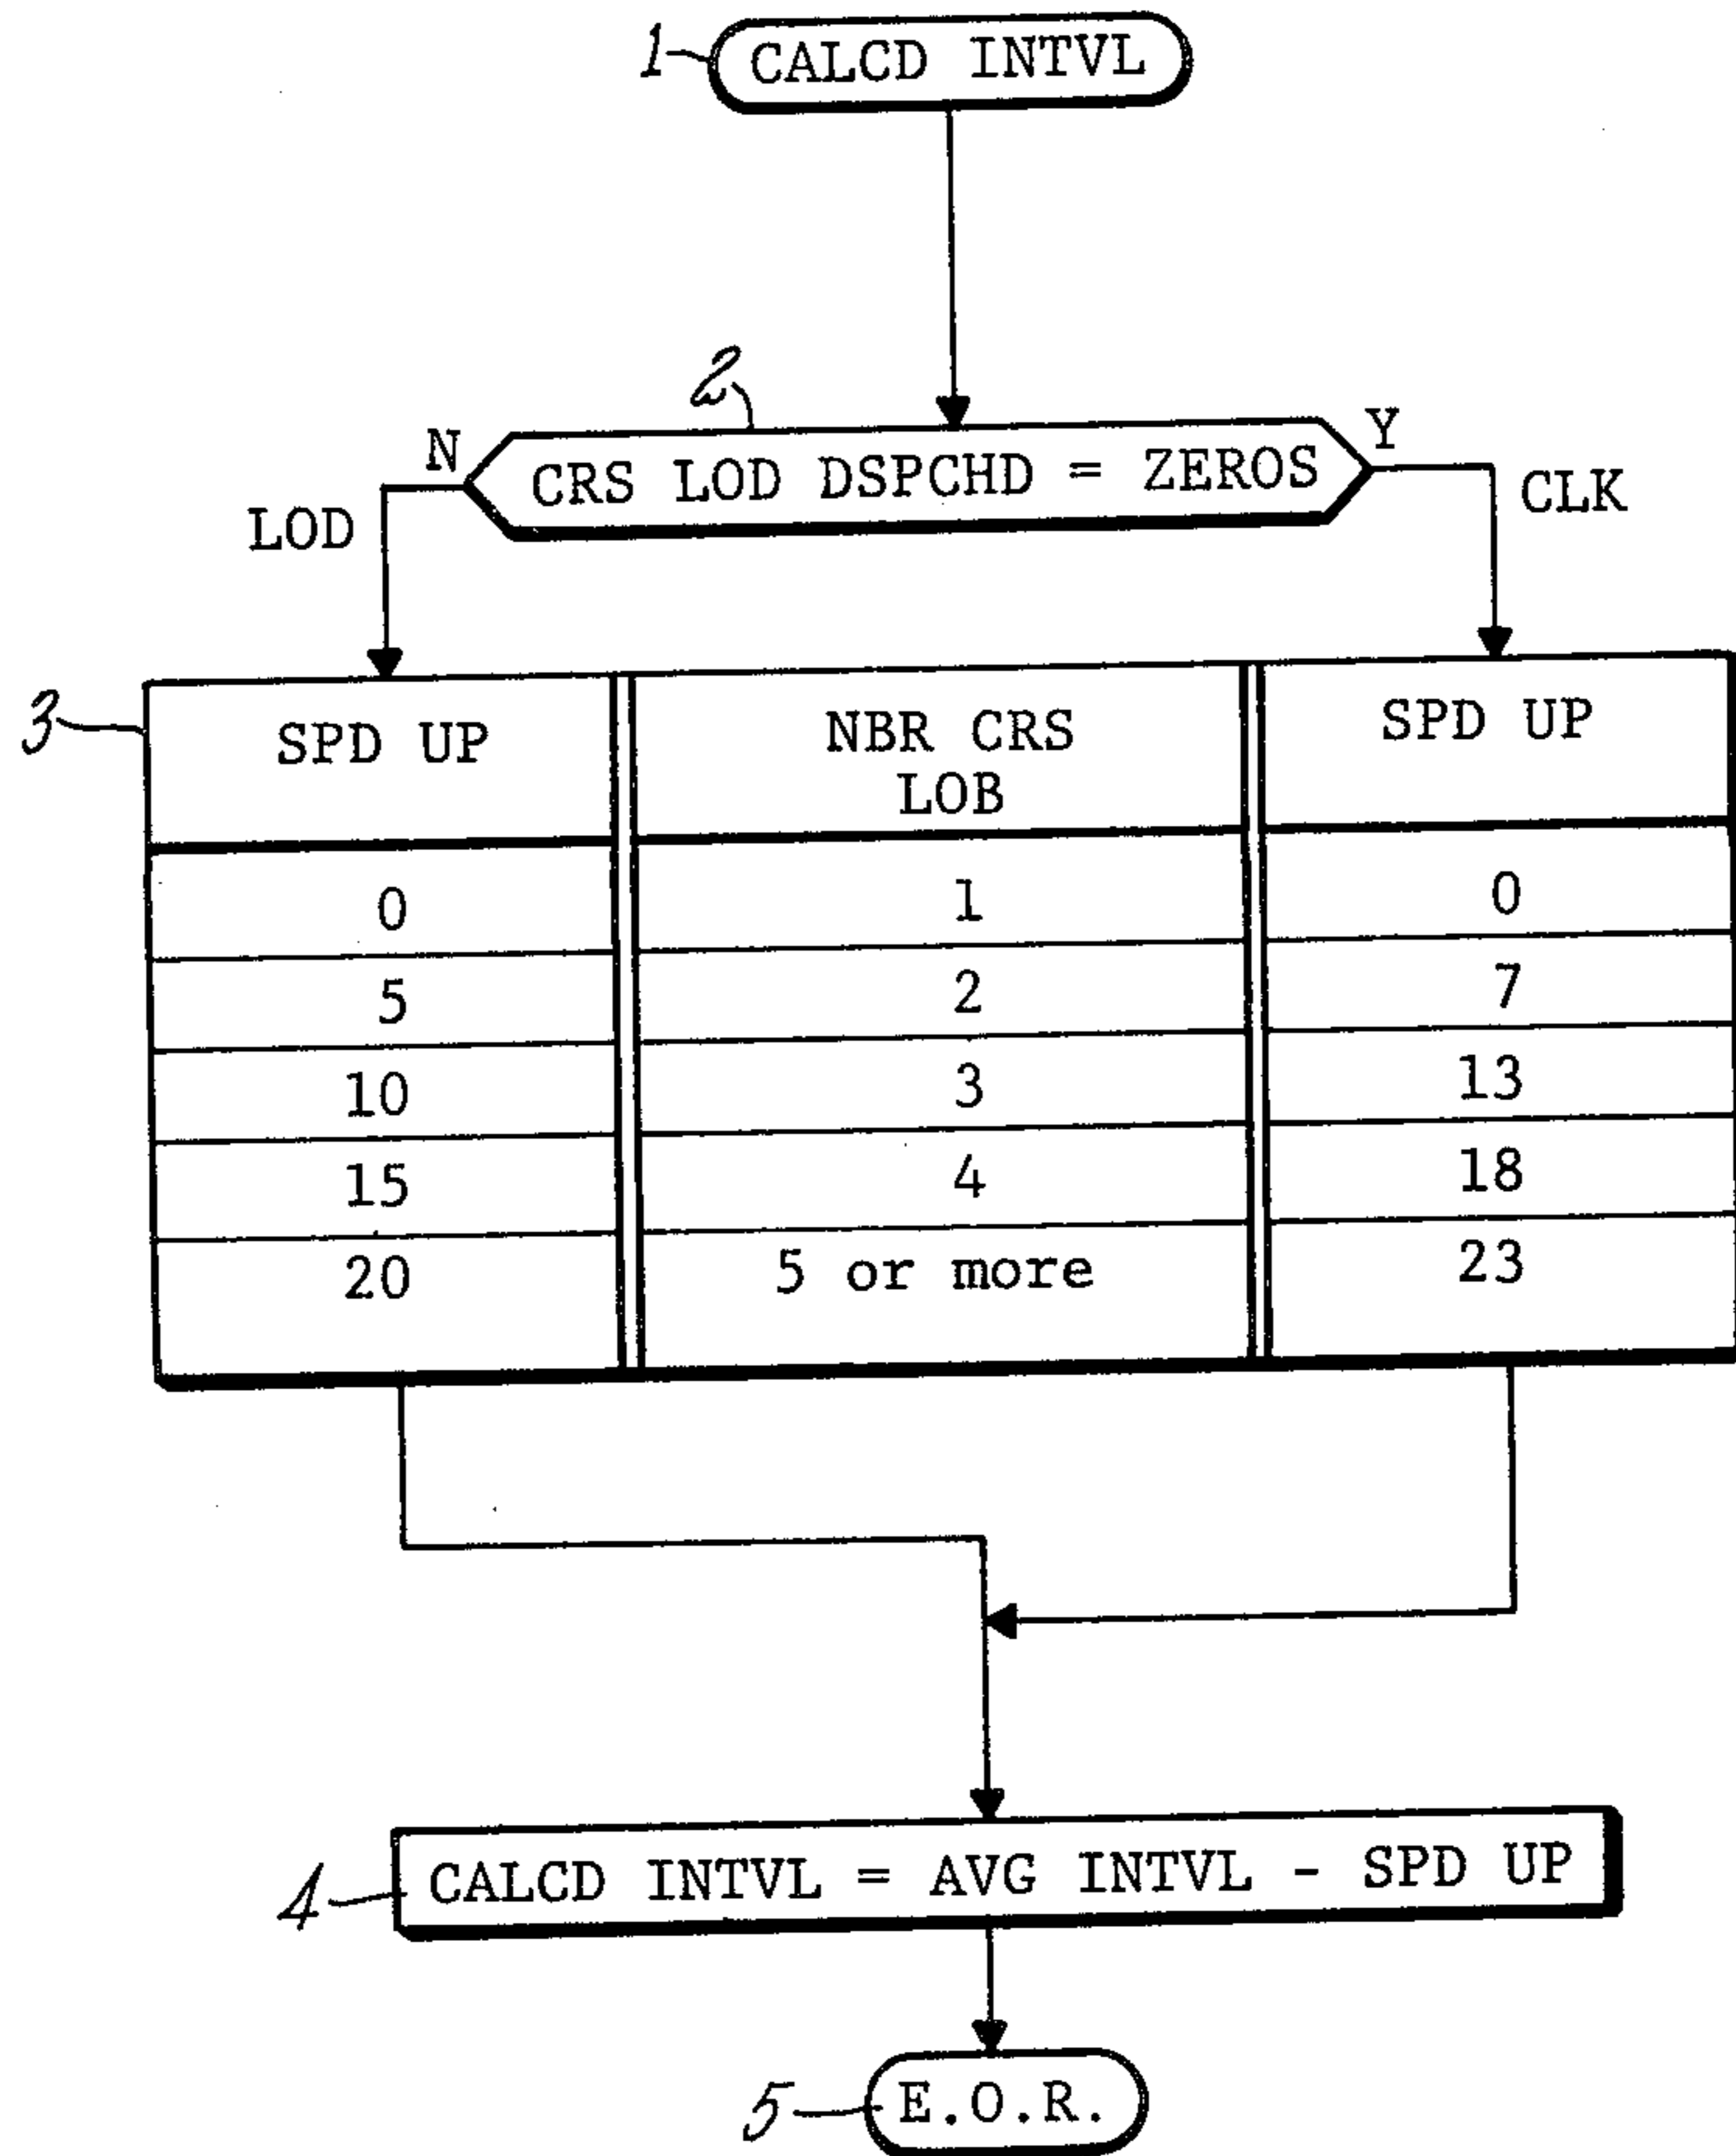 1 CALCD INTVL
2
N Y
CRS LOD DSPCHD = ZEROS
LOD CLK
3
SPD UP NBR CRS LOB SPD UP
0 1 0
5 2 7
10 3 13
15 4 18
20 5 or more 23
4 CALCD INTVL = AVG INTVL - SPD UP
5 E.O.R.